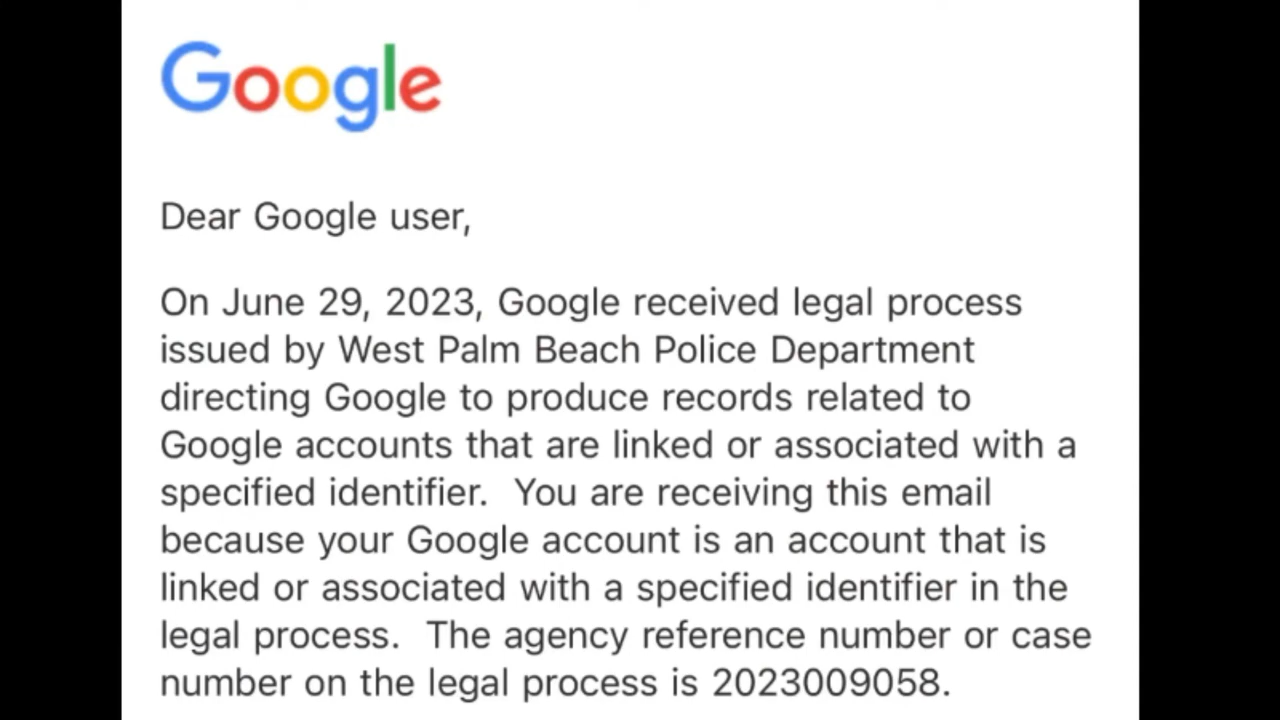 Google
Dear Google user,
On June 29, 2023, Google received legal process
issued by West Palm Beach Police Department
directing Google to produce records related to
Google accounts that are linked or associated with a
specified identifier.  You are receiving this email
because your Google account is an account that is
linked or associated with a specified identifier in the
legal process.  The agency reference number or case
number on the legal process is 2023009058.